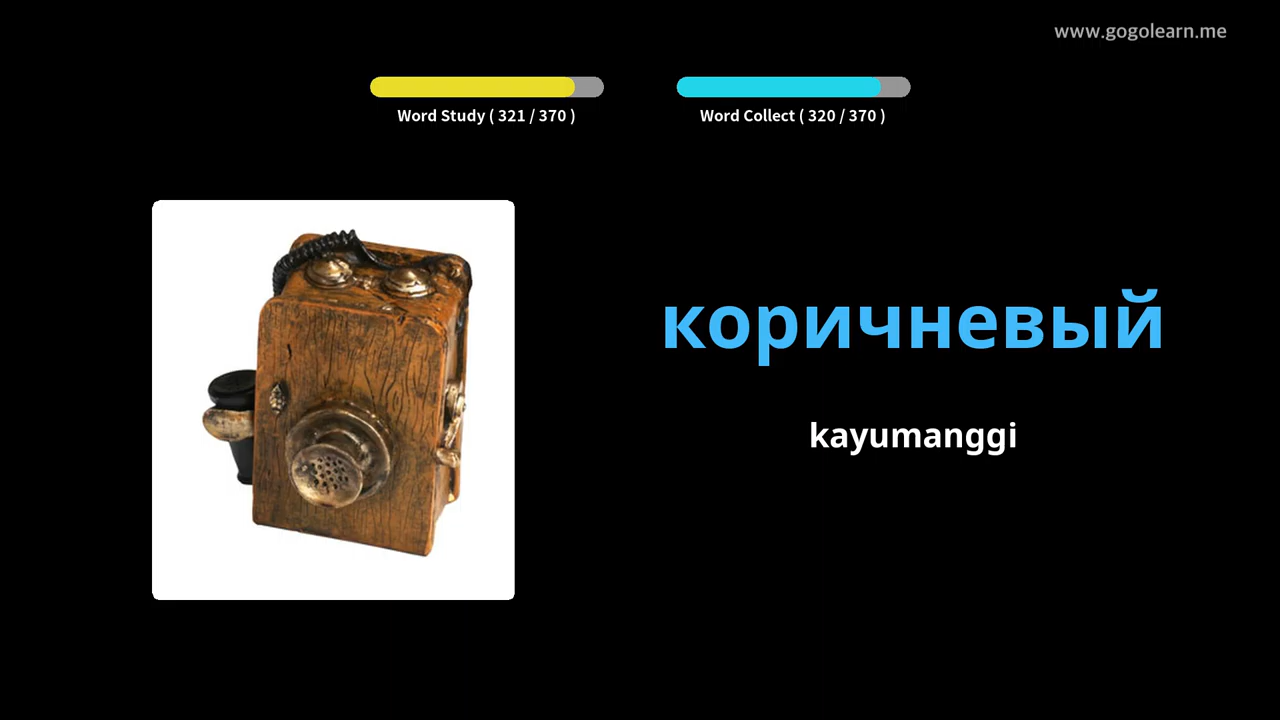 www.gogolearn.me
Word Study ( 321 / 370 )
Word Collect ( 320 / 370 )
коричневый
kayumanggi